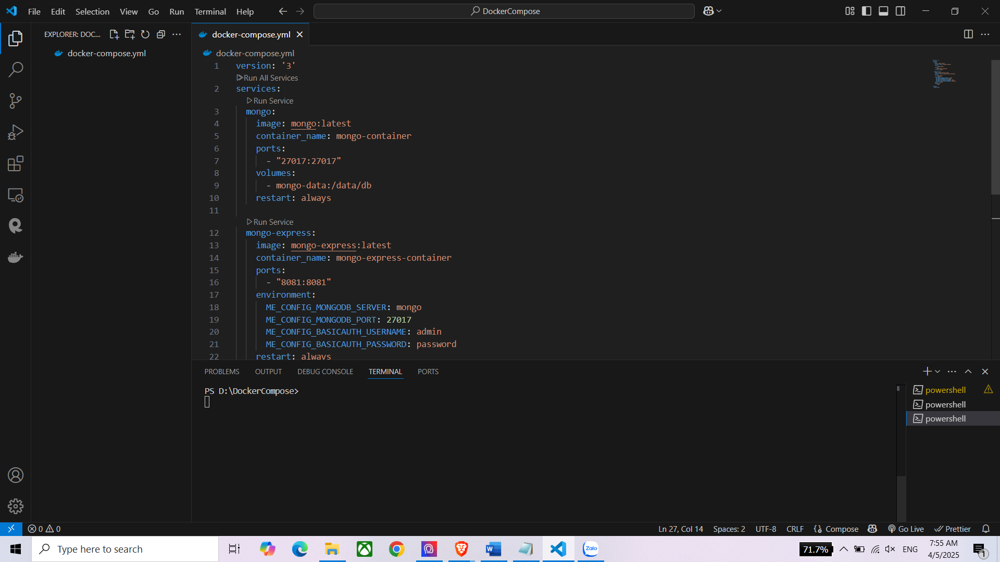 File Edit Selection View Go Run Terminal Help
DockerCompose
EXPLORER: DOC...
docker-compose.yml
docker-compose.yml
docker-compose.yml
1 version: '3'
Run All Services
2 services:
Run Service
3 mongo:
4 image: mongo:latest
5 container_name: mongo-container
6 ports:
7 - "27017:27017"
8 volumes:
9 - mongo-data:/data/db
10 restart: always
11
Run Service
12 mongo-express:
13 image: mongo-express:latest
14 container_name: mongo-express-container
15 ports:
16 - "8081:8081"
17 environment:
18 ME_CONFIG_MONGODB_SERVER: mongo
19 ME_CONFIG_MONGODB_PORT: 27017
20 ME_CONFIG_BASICAUTH_USERNAME: admin
21 ME_CONFIG_BASICAUTH_PASSWORD: password
22 restart: always
PROBLEMS OUTPUT DEBUG CONSOLE TERMINAL PORTS
PS D:\DockerCompose>
powershell
powershell
powershell
0 0
Ln 27, Col 14 Spaces: 2 UTF-8 CRLF Compose Go Live Prettier
Type here to search
Zalo
71.7%
ENG
7:55 AM
4/5/2025
1